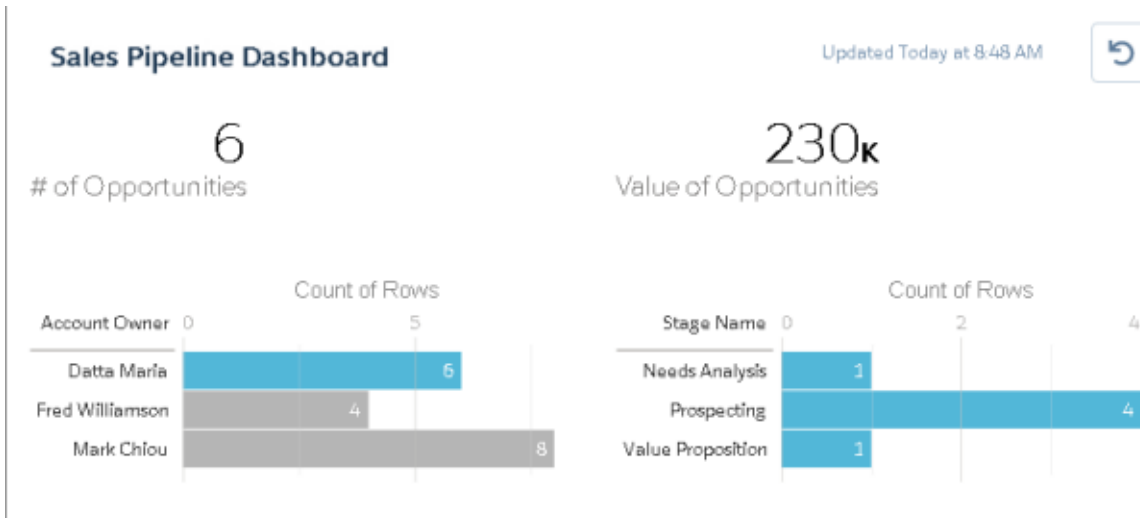 Sales Pipeline Dashboard
Updated Today at 8:48 AM
6
# of Opportunities
230K
Value of Opportunities
Count of Rows
Account Owner 0 5
Datta Maria 6
Fred Williamson 4
Mark Chiou 8
Count of Rows
Stage Name 0 2 4
Needs Analysis 1
Prospecting 4
Value Proposition 1